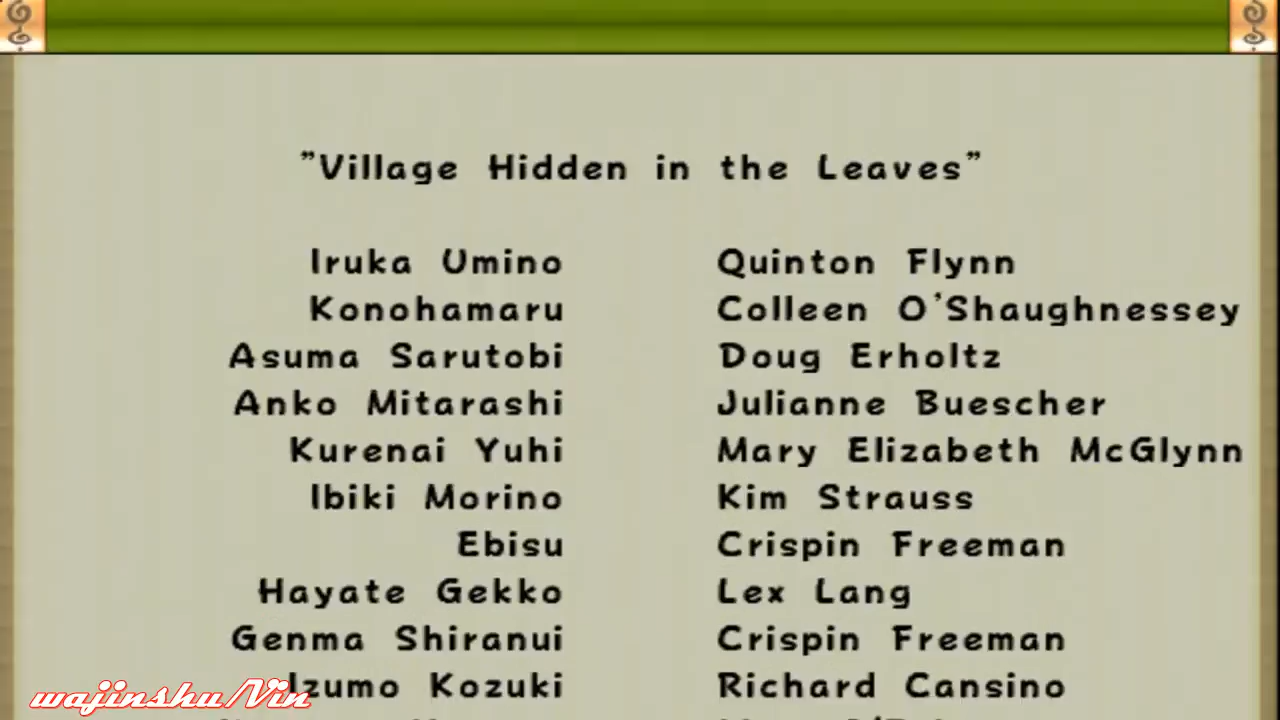 "Village Hidden in the Leaves"
Iruka Umino Quinton Flynn
Konohamaru Colleen O'Shaughnessey
Asuma Sarutobi Doug Erholtz
Anko Mitarashi Julianne Buescher
Kurenai Yuhi Mary Elizabeth McGlynn
Ibiki Morino Kim Strauss
Ebisu Crispin Freeman
Hayate Gekko Lex Lang
Genma Shiranui Crispin Freeman
Izumo Kozuki Richard Cansino
wajinshu/Vin